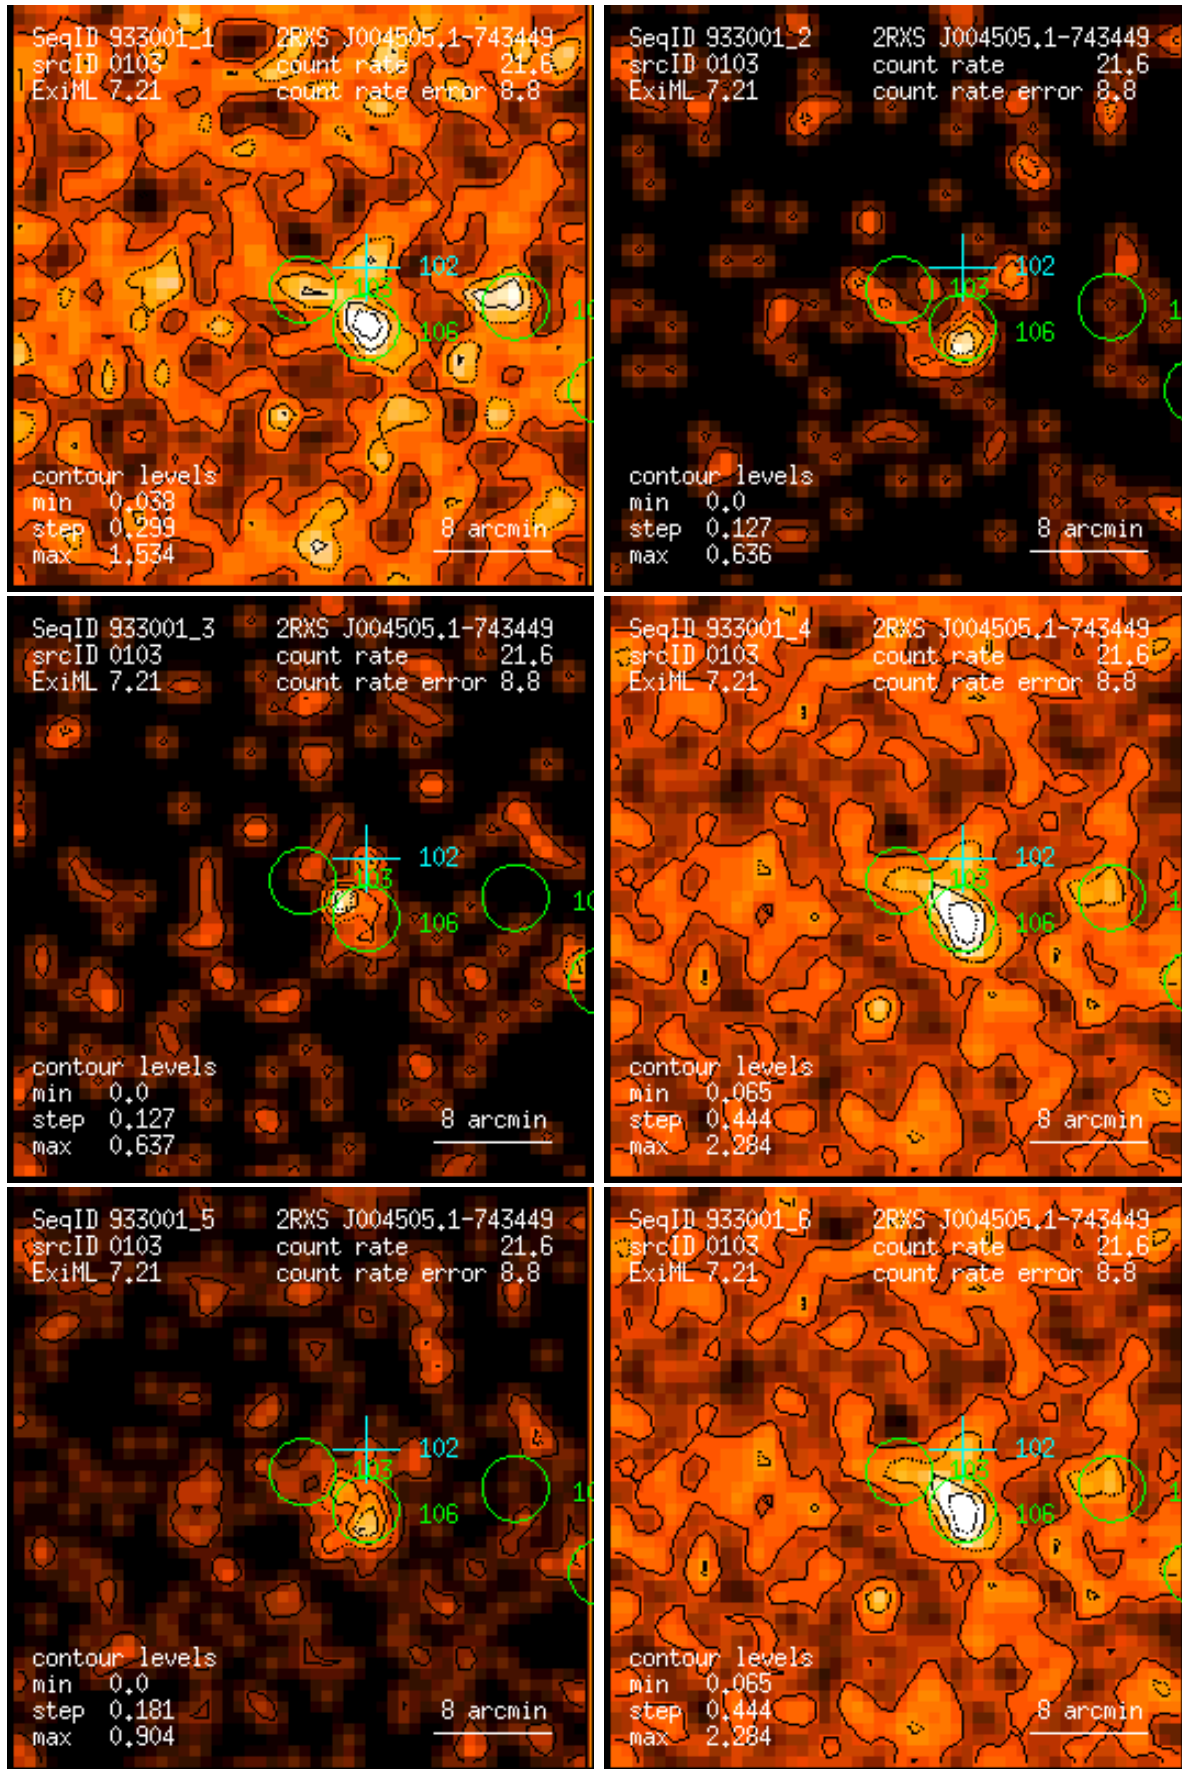 SeqID 933001_1 2RXS J004505.1-743449
srcID 0103 count rate 21.6
ExiML 7.21 count rate error 8.8
102
103
106
10
contour levels
min 0.038
step 0.299 8 arcmin
max 1.534
SeqID 933001_2 2RXS J004505.1-743449
srcID 0103 count rate 21.6
ExiML 7.21 count rate error 8.8
102
103
106
1
contour levels
min 0.0
step 0.127 8 arcmin
max 0.636
SeqID 933001_3 2RXS J004505.1-743449
srcID 0103 count rate 21.6
ExiML 7.21 count rate error 8.8
102
103
106
10
contour levels
min 0.0
step 0.127 8 arcmin
max 0.637
SeqID 933001_4 2RXS J004505.1-743449
srcID 0103 count rate 21.6
ExiML 7.21 count rate error 8.8
102
103
106
1
contour levels
min 0.065
step 0.444 8 arcmin
max 2.284
SeqID 933001_5 2RXS J004505.1-743449
srcID 0103 count rate 21.6
ExiML 7.21 count rate error 8.8
102
103
106
10
contour levels
min 0.0
step 0.181 8 arcmin
max 0.904
SeqID 933001_6 2RXS J004505.1-743449
srcID 0103 count rate 21.6
ExiML 7.21 count rate error 8.8
102
103
106
1
contour levels
min 0.065
step 0.444 8 arcmin
max 2.284